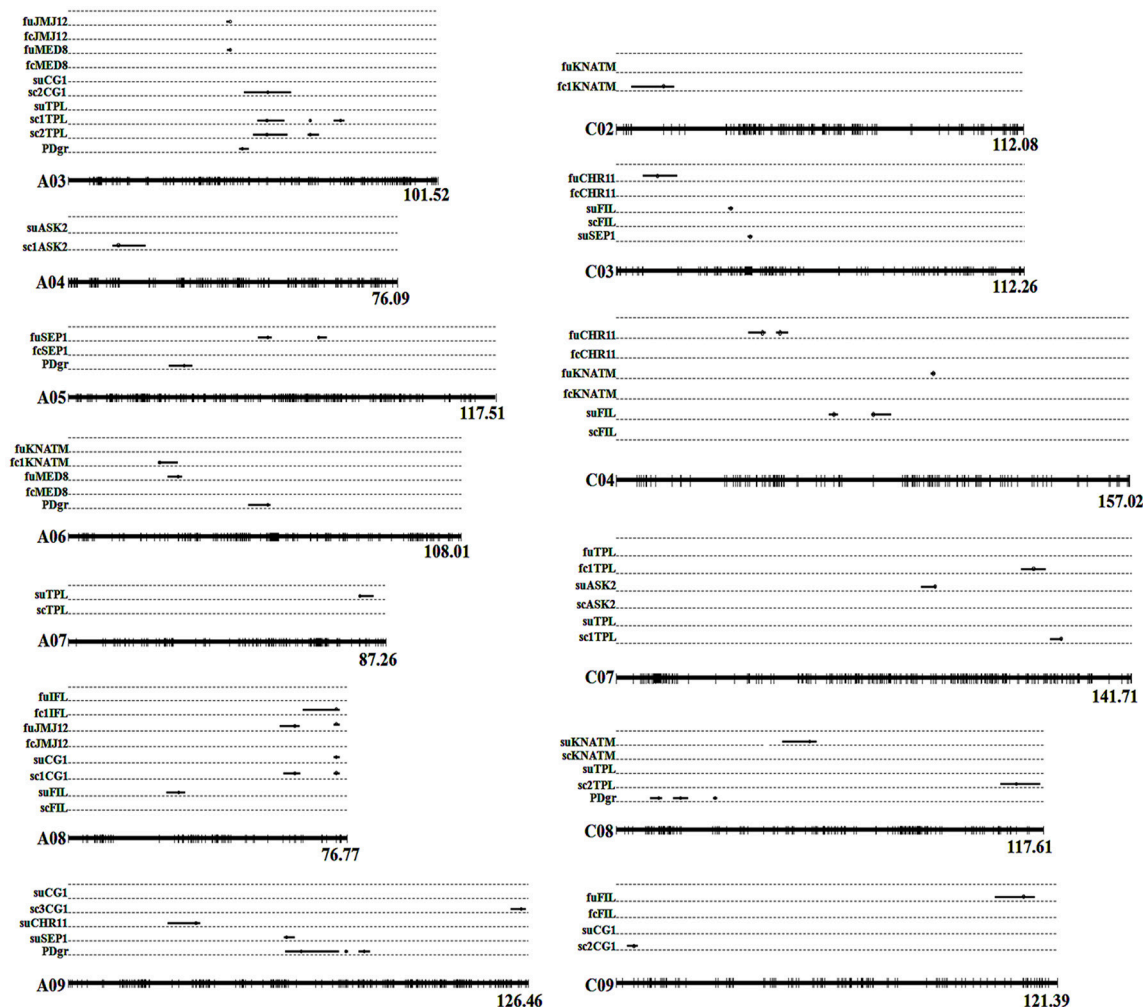 fuJMJ12
fcJMJ12
fuMED8
fcMED8
suCG1
sc2CG1
suTPL
sc1TPL
sc2TPL
PDgr
A03
101.52
suASK2
sc1ASK2
A04
76.09
fuSEP1
fcSEP1
PDgr
A05
117.51
fuKNATM
fc1KNATM
fuMED8
fcMED8
PDgr
A06
108.01
suTPL
scTPL
A07
87.26
fuIFL
fc1IFL
fuJMJ12
fcJMJ12
suCG1
sc1CG1
suFIL
scFIL
A08
76.77
suCG1
sc3CG1
suCHR11
suSEP1
PDgr
A09
126.46
fuKNATM
fc1KNATM
C02
112.08
fuCHR11
fcCHR11
suFIL
scFIL
suSEP1
C03
112.26
fuCHR11
fcCHR11
fuKNATM
fcKNATM
suFIL
scFIL
C04
157.02
fuTPL
fc1TPL
suASK2
scASK2
suTPL
sc1TPL
C07
141.71
suKNATM
scKNATM
suTPL
sc2TPL
PDgr
C08
117.61
fuFIL
fcFIL
suCG1
sc2CG1
C09
121.39